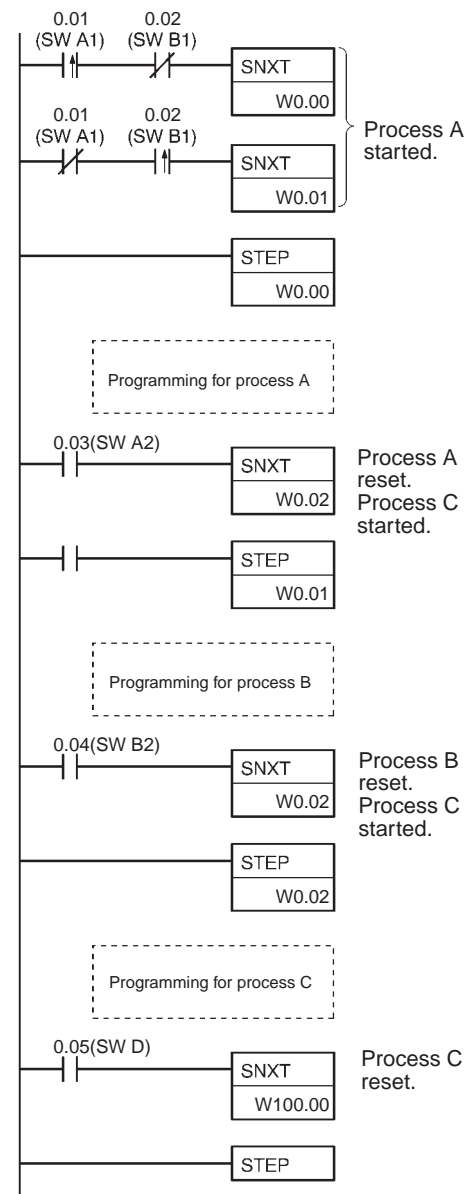 0.01 0.02
(SW A1) (SW B1)
SNXT
W0.00
Process A
started.
0.01 0.02
(SW A1) (SW B1)
SNXT
W0.01
STEP
W0.00
Programming for process A
0.03(SW A2)
SNXT
W0.02
Process A
reset.
Process C
started.
STEP
W0.01
Programming for process B
0.04(SW B2)
SNXT
W0.02
Process B
reset.
Process C
started.
STEP
W0.02
Programming for process C
0.05(SW D)
SNXT
W100.00
Process C
reset.
STEP